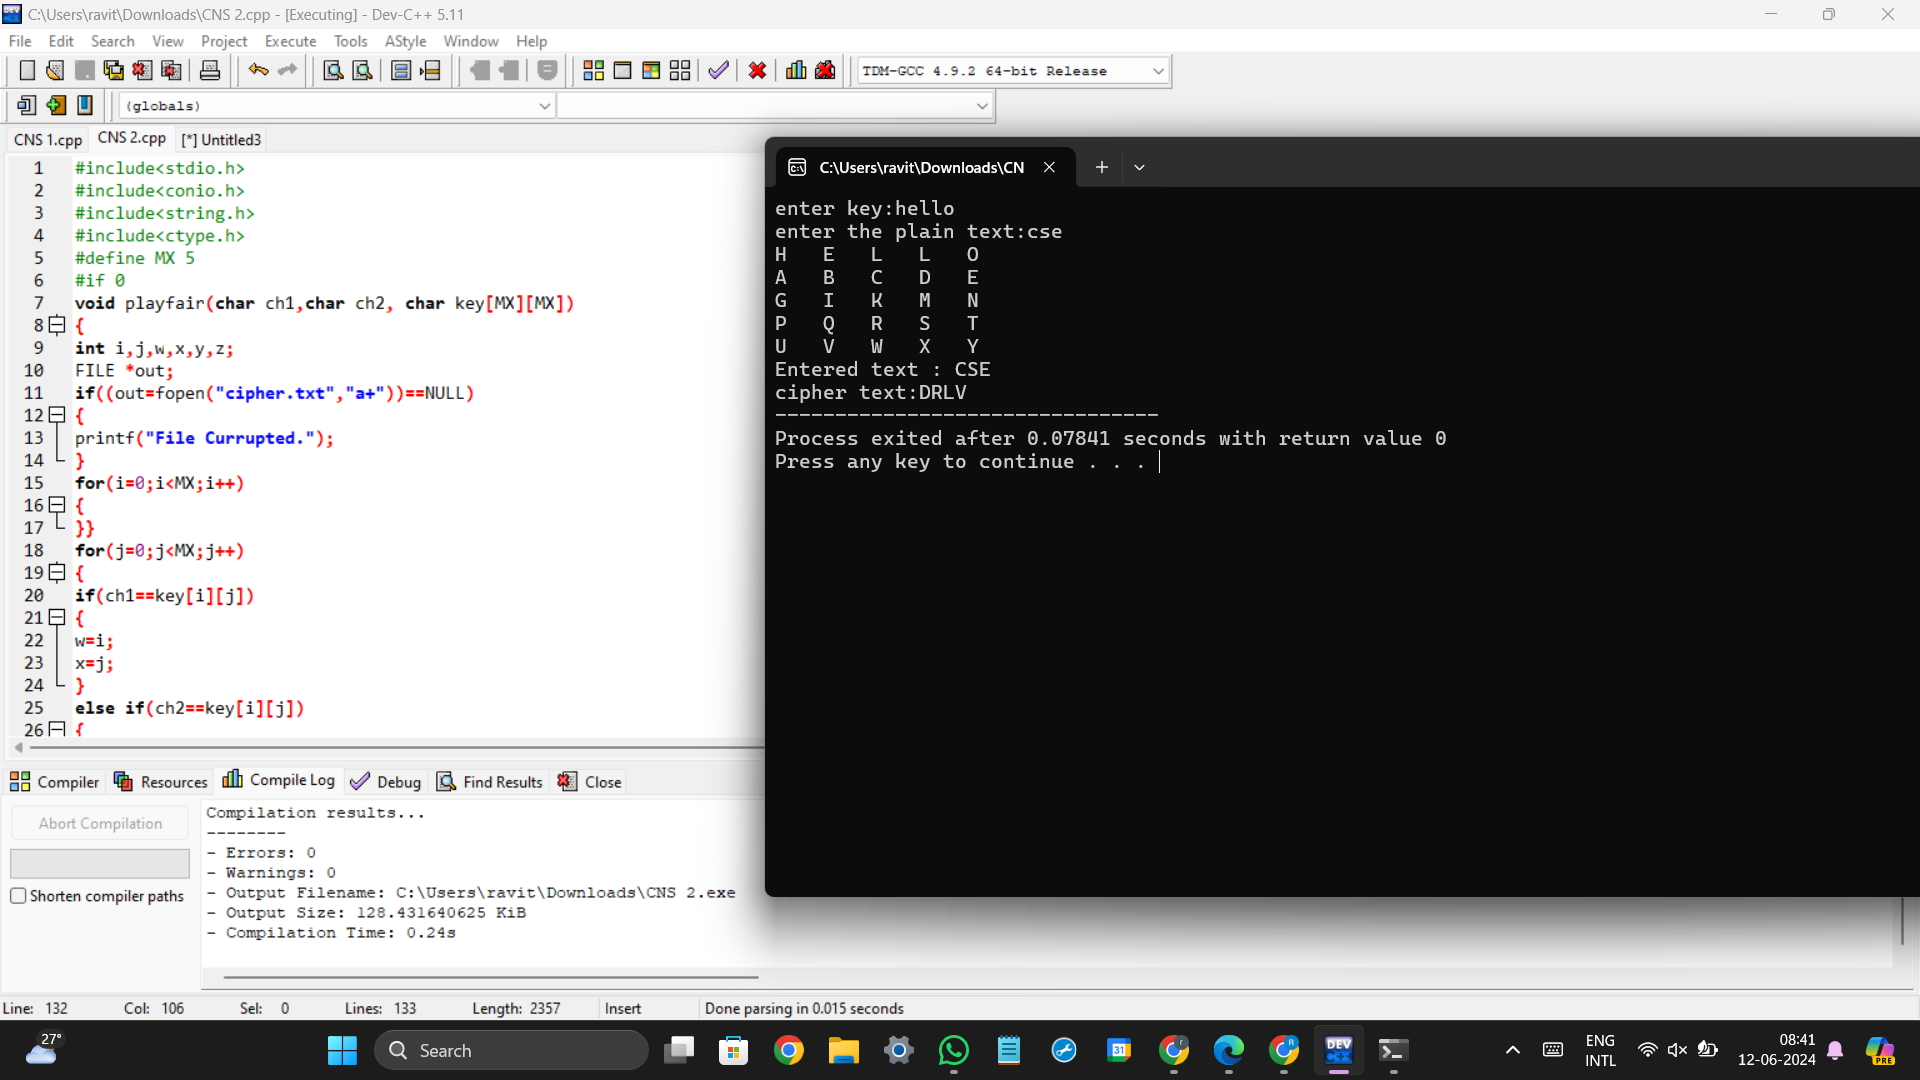 C:\Users\ravit\Downloads\CNS 2.cpp - [Executing] - Dev-C++ 5.11
File Edit Search View Project Execute Tools AStyle Window Help
TDM-GCC 4.9.2 64-bit Release
(globals)
CNS 1.cpp CNS 2.cpp [*] Untitled3
1 #include<stdio.h>
2 #include<conio.h>
3 #include<string.h>
4 #include<ctype.h>
5 #define MX 5
6 #if 0
7 void playfair(char ch1,char ch2, char key[MX][MX])
8 {
9 int i,j,w,x,y,z;
10 FILE *out;
11 if((out=fopen("cipher.txt","a+"))==NULL)
12 {
13 printf("File Currupted.");
14 }
15 for(i=0;i<MX;i++)
16 {
17 }}
18 for(j=0;j<MX;j++)
19 {
20 if(ch1==key[i][j])
21 {
22 w=i;
23 x=j;
24 }
25 else if(ch2==key[i][j])
26 {
C:\Users\ravit\Downloads\CN
enter key:hello
enter the plain text:cse
H E L L O
A B C D E
G I K M N
P Q R S T
U V W X Y
Entered text : CSE
cipher text:DRLV
--------------------------------
Process exited after 0.07841 seconds with return value 0
Press any key to continue . . .
Compiler Resources Compile Log Debug Find Results Close
Abort Compilation
Shorten compiler paths
Compilation results...
--------
- Errors: 0
- Warnings: 0
- Output Filename: C:\Users\ravit\Downloads\CNS 2.exe
- Output Size: 128.431640625 KiB
- Compilation Time: 0.24s
Line: 132 Col: 106 Sel: 0 Lines: 133 Length: 2357 Insert Done parsing in 0.015 seconds
27°
Search
31
DEV
ENG
INTL
08:41
12-06-2024
PRE